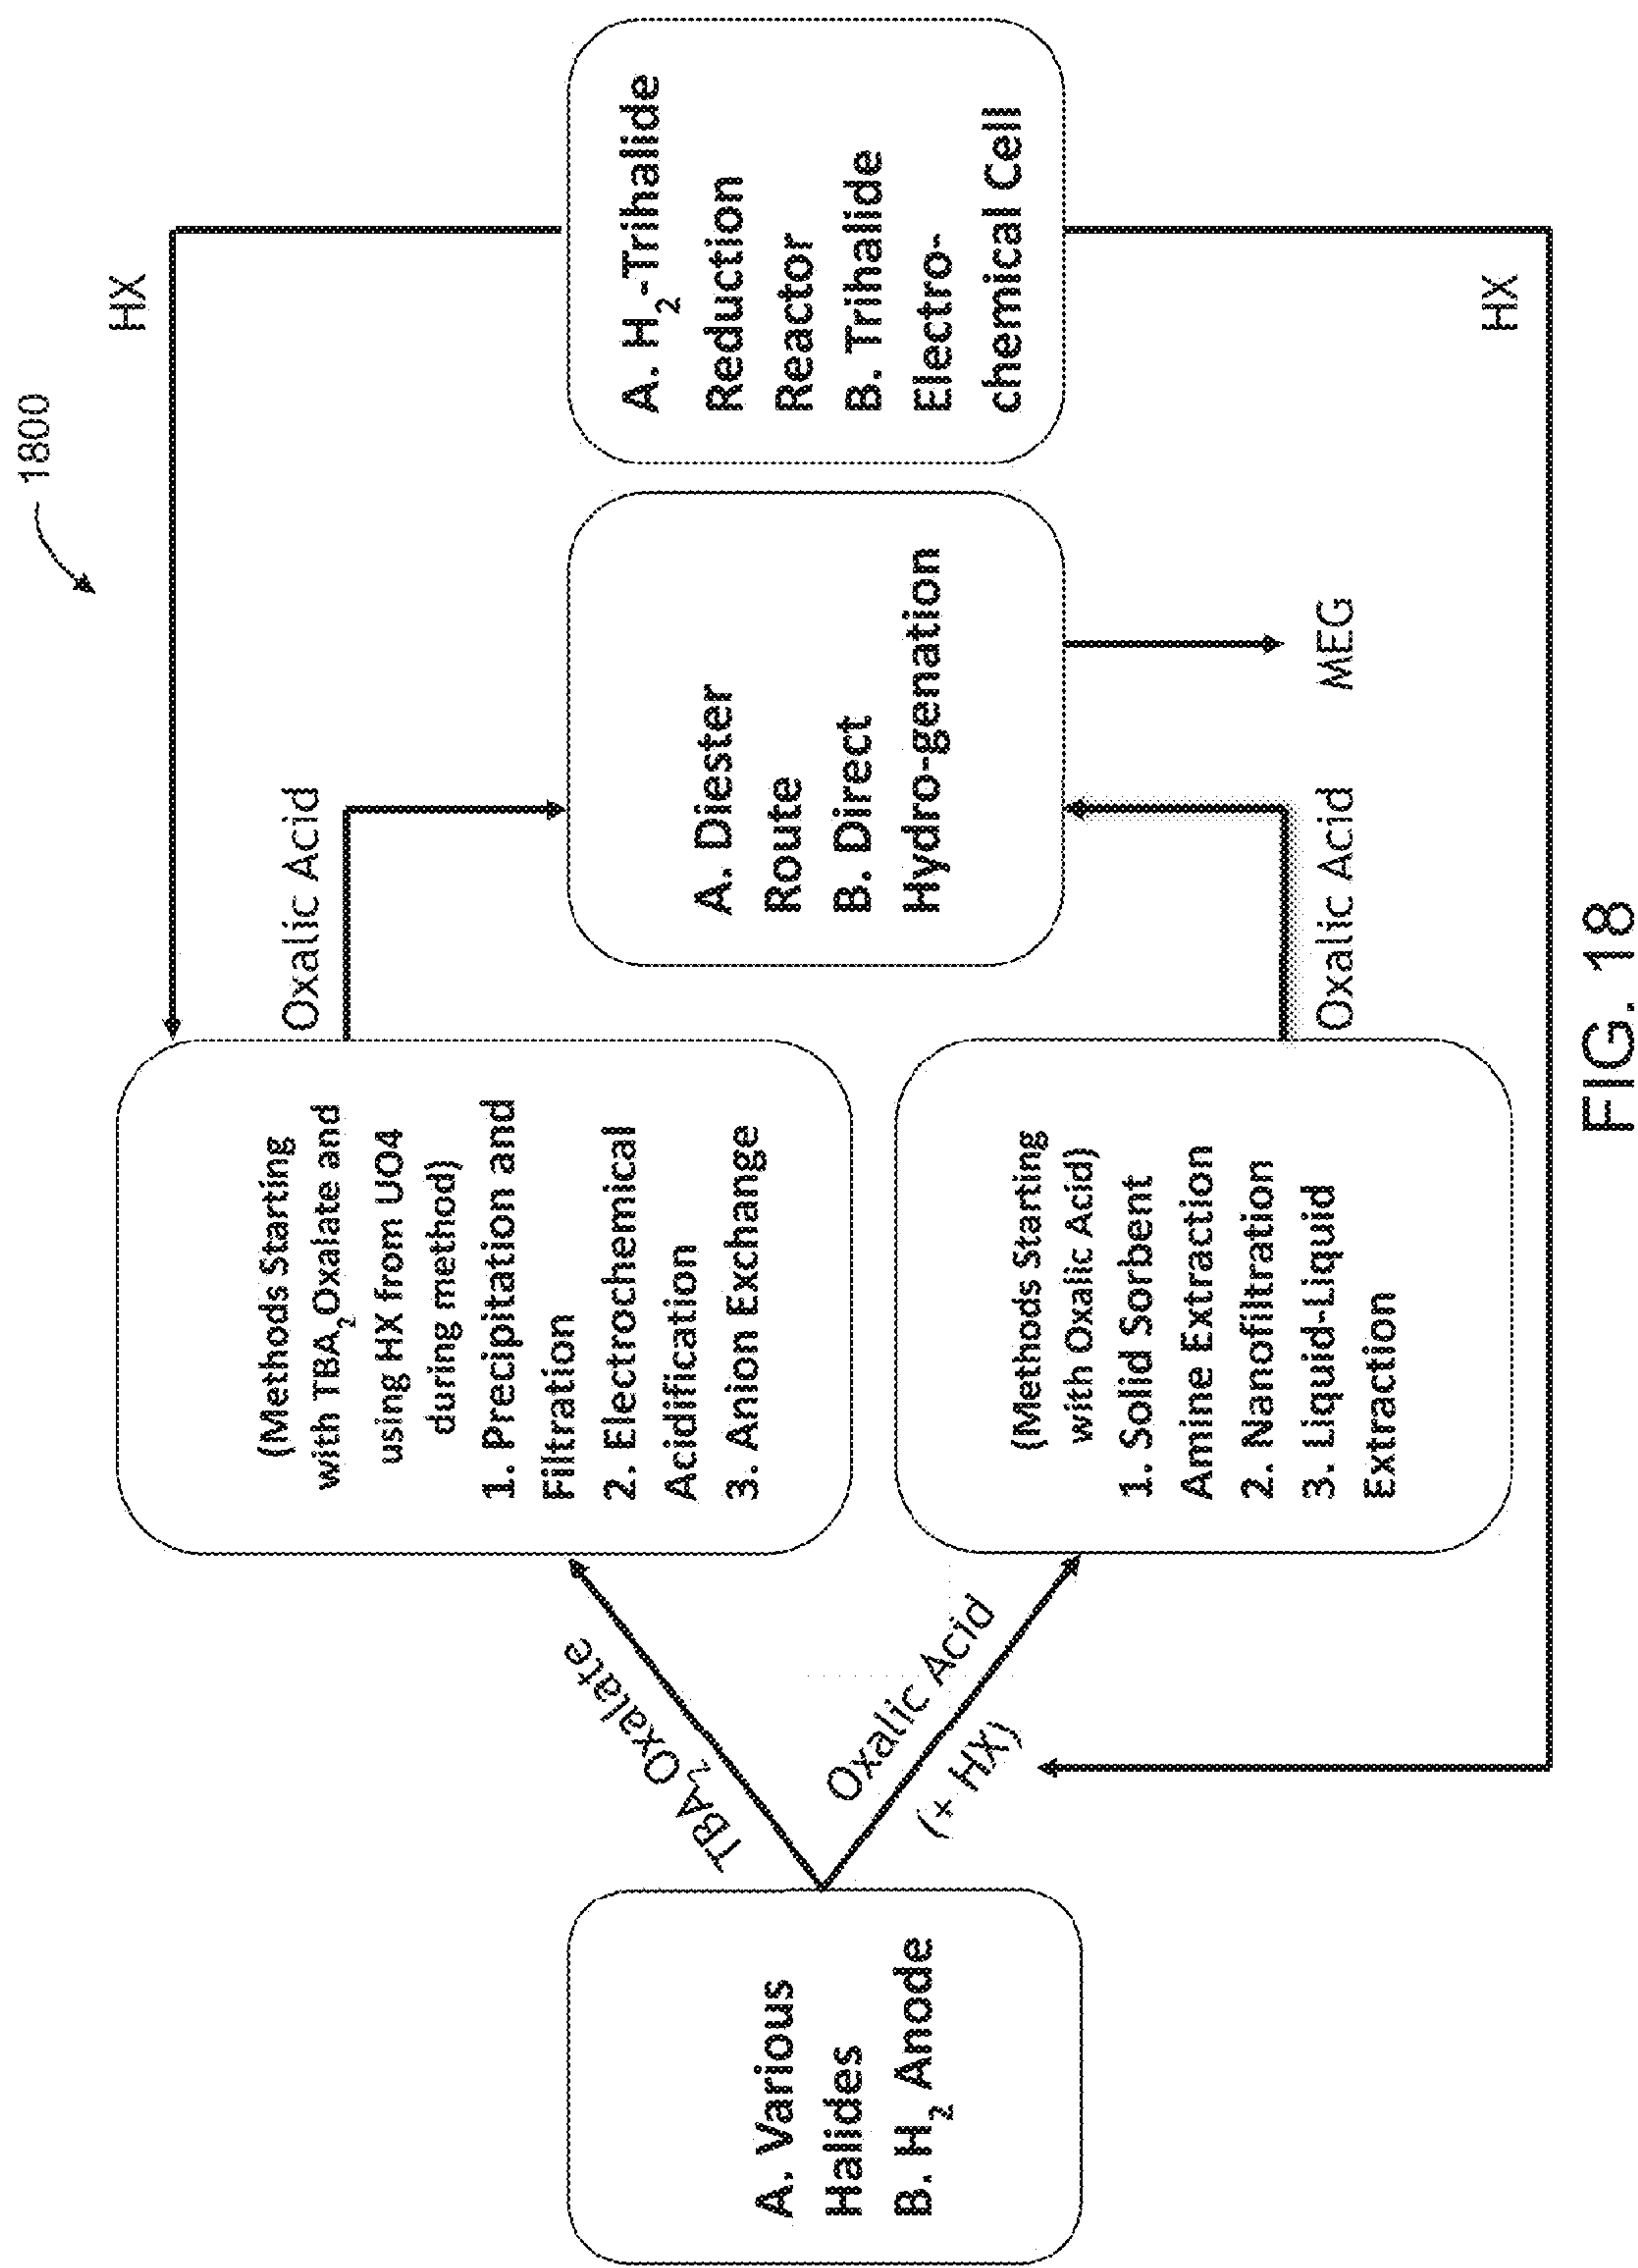 1800
HX
Oxalic Acid
TBA2Oxalate
Oxalic Acid
(+ HX)
A. Various
Halides
B. H2 Anode
(Methods Starting
with TBA2Oxalate and
using HX from UO4
during method)
1. Precipitation and
Filtration
2. Electrochemical
Acidification
3. Anion Exchange
(Methods Starting
with Oxalic Acid)
1. Solid Sorbent
Amine Extraction
2. Nanofiltration
3. Liquid-Liquid
Extraction
A. Diester
Route
B. Direct
Hydro-genation
A. H2-Trihalide
Reduction
Reactor
B. Trihalide
Electro-
chemical Cell
Oxalic Acid
MEG
HX
FIG. 18